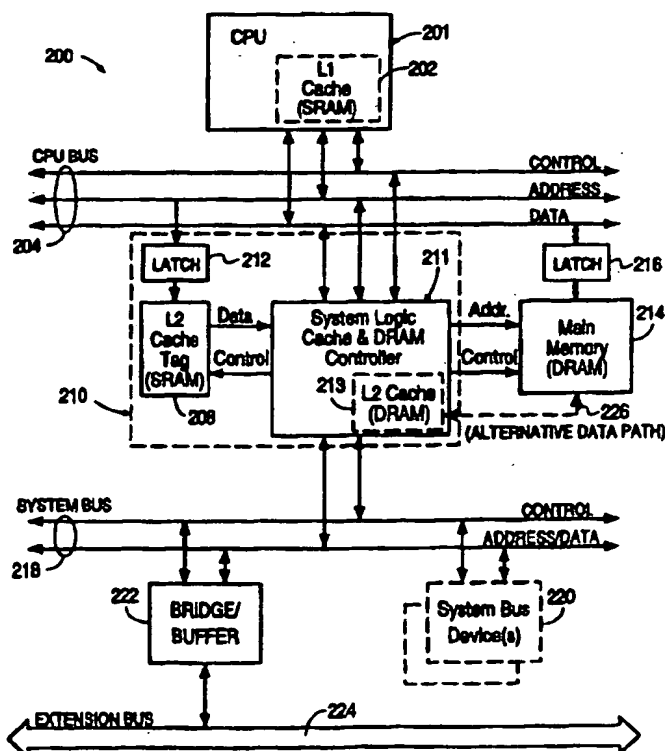 CPU
201
200
L1
202
Cache
(SRAM)
CPU BUS
CONTROL
ADDRESS
DATA
204
212
211
216
LATCH
LATCH
L2
Cache
Tag
(SRAM)
Data
Control
System Logic
Cache & DRAM
Controller
Addr.
Control
Main
Memory
(DRAM)
214
210
208
213
L2 Cache
(DRAM)
226
(ALTERNATIVE DATA PATH)
SYSTEM BUS
CONTROL
ADDRESS/DATA
218
222
BRIDGE/
BUFFER
System Bus
Device(s)
220
EXTENSION BUS
224